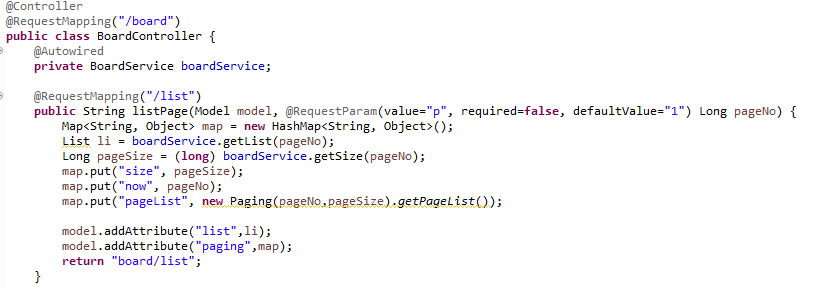 @Controller
@RequestMapping("/board")
public class BoardController {
@Autowired
private BoardService boardService;
@RequestMapping("/list")
public String listPage(Model model, @RequestParam(value="p", required=false, defaultValue="1") Long pageNo) {
Map<String, Object> map = new HashMap<String, Object>();
List li = boardService.getList(pageNo);
Long pageSize = (long) boardService.getSize(pageNo);
map.put("size", pageSize);
map.put("now", pageNo);
map.put("pageList", new Paging(pageNo,pageSize).getPageList());
model.addAttribute("list",li);
model.addAttribute("paging",map);
return "board/list";
}